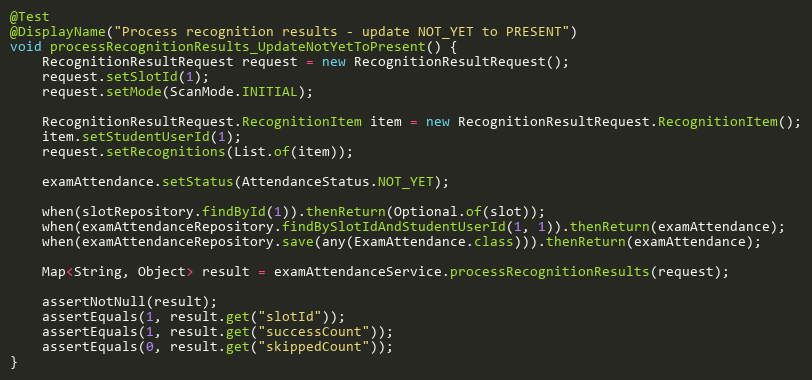 @Test
@DisplayName("Process recognition results - update NOT_YET to PRESENT")
void processRecognitionResults_UpdateNotYetToPresent() {
    RecognitionResultRequest request = new RecognitionResultRequest();
    request.setSlotId(1);
    request.setMode(ScanMode.INITIAL);

    RecognitionResultRequest.RecognitionItem item = new RecognitionResultRequest.RecognitionItem();
    item.setStudentUserId(1);
    request.setRecognitions(List.of(item));

    examAttendance.setStatus(AttendanceStatus.NOT_YET);

    when(slotRepository.findById(1)).thenReturn(Optional.of(slot));
    when(examAttendanceRepository.findBySlotIdAndStudentUserId(1, 1)).thenReturn(examAttendance);
    when(examAttendanceRepository.save(any(ExamAttendance.class))).thenReturn(examAttendance);

    Map<String, Object> result = examAttendanceService.processRecognitionResults(request);

    assertNotNull(result);
    assertEquals(1, result.get("slotId"));
    assertEquals(1, result.get("successCount"));
    assertEquals(0, result.get("skippedCount"));
}